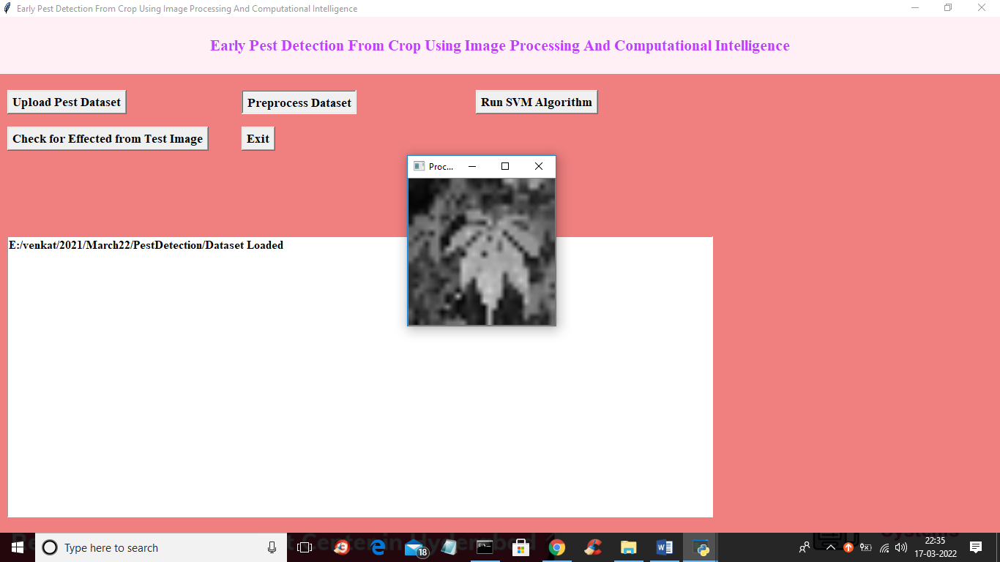 Early Pest Detection From Crop Using Image Processing And Computational Intelligence
Early Pest Detection From Crop Using Image Processing And Computational Intelligence
Upload Pest Dataset
Preprocess Dataset
Run SVM Algorithm
Check for Effected from Test Image
Exit
Proc...
E:/venkat/2021/March22/PestDetection/Dataset Loaded
Type here to search
18
22:35
17-03-2022